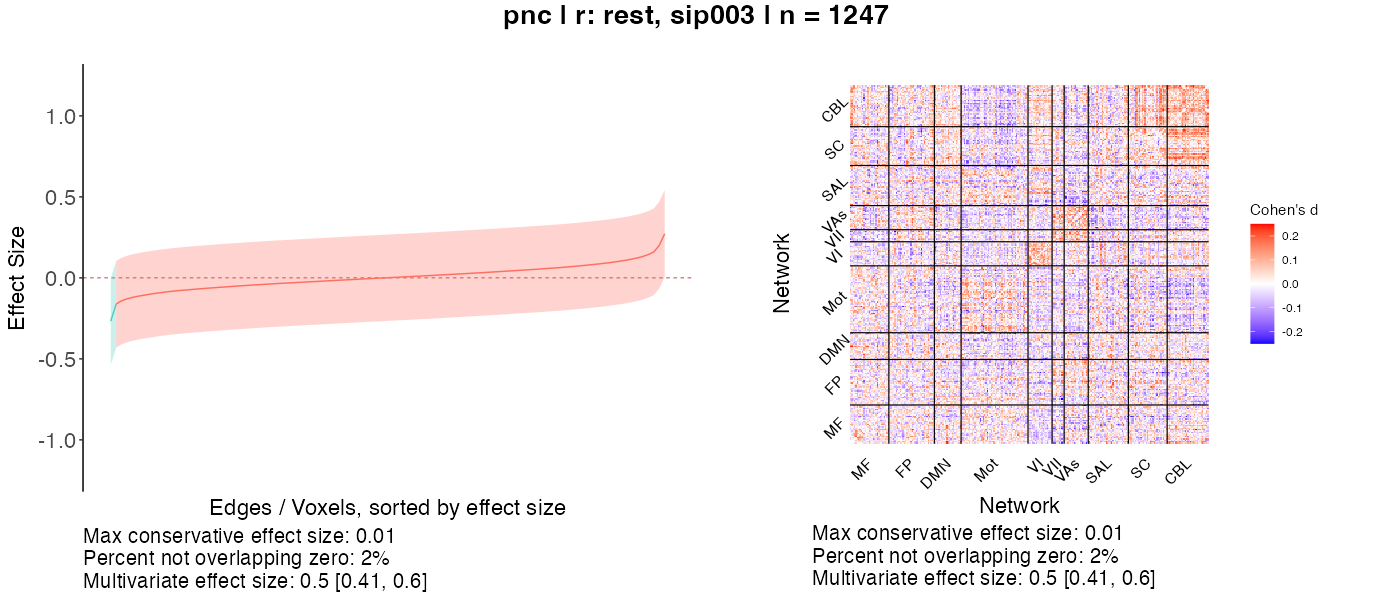 pnc | r: rest, sip003 | n = 1247
Effect Size
1.0
0.5
0.0
-0.5
-1.0
Edges / Voxels, sorted by effect size
Max conservative effect size: 0.01
Percent not overlapping zero: 2%
Multivariate effect size: 0.5 [0.41, 0.6]
Network
CBL
SC
SAL
VAs
VII
VI
Mot
DMN
FP
MF
MF
FP
DMN
Mot
VI
VII
VAs
SAL
SC
CBL
Network
Max conservative effect size: 0.01
Percent not overlapping zero: 2%
Multivariate effect size: 0.5 [0.41, 0.6]
Cohen's d
0.2
0.1
0.0
-0.1
-0.2